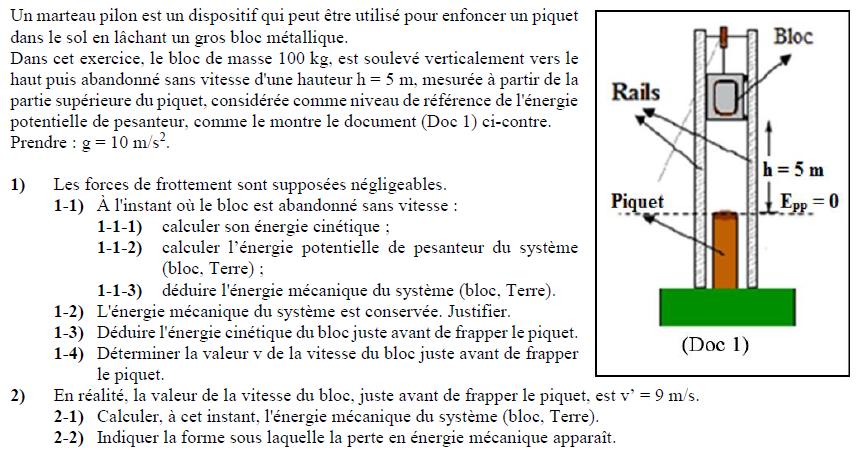 Un marteau pilon est un dispositif qui peut être utilisé pour enfoncer un piquet
dans le sol en lâchant un gros bloc métallique.
Dans cet exercice, le bloc de masse 100 kg, est soulevé verticalement vers le
haut puis abandonné sans vitesse d'une hauteur h = 5 m, mesurée à partir de la
partie supérieure du piquet, considérée comme niveau de référence de l'énergie
potentielle de pesanteur, comme le montre le document (Doc 1) ci-contre.
Prendre : g = 10 m/s².
1) Les forces de frottement sont supposées négligeables.
1-1) À l'instant où le bloc est abandonné sans vitesse :
1-1-1) calculer son énergie cinétique ;
1-1-2) calculer l'énergie potentielle de pesanteur du système
(bloc, Terre) ;
1-1-3) déduire l'énergie mécanique du système (bloc, Terre).
1-2) L'énergie mécanique du système est conservée. Justifier.
1-3) Déduire l'énergie cinétique du bloc juste avant de frapper le piquet.
1-4) Déterminer la valeur v de la vitesse du bloc juste avant de frapper
le piquet.
2) En réalité, la valeur de la vitesse du bloc, juste avant de frapper le piquet, est v' = 9 m/s.
2-1) Calculer, à cet instant, l'énergie mécanique du système (bloc, Terre).
2-2) Indiquer la forme sous laquelle la perte en énergie mécanique apparaît.
Bloc
Rails
h = 5 m
Piquet
Epp = 0
(Doc 1)